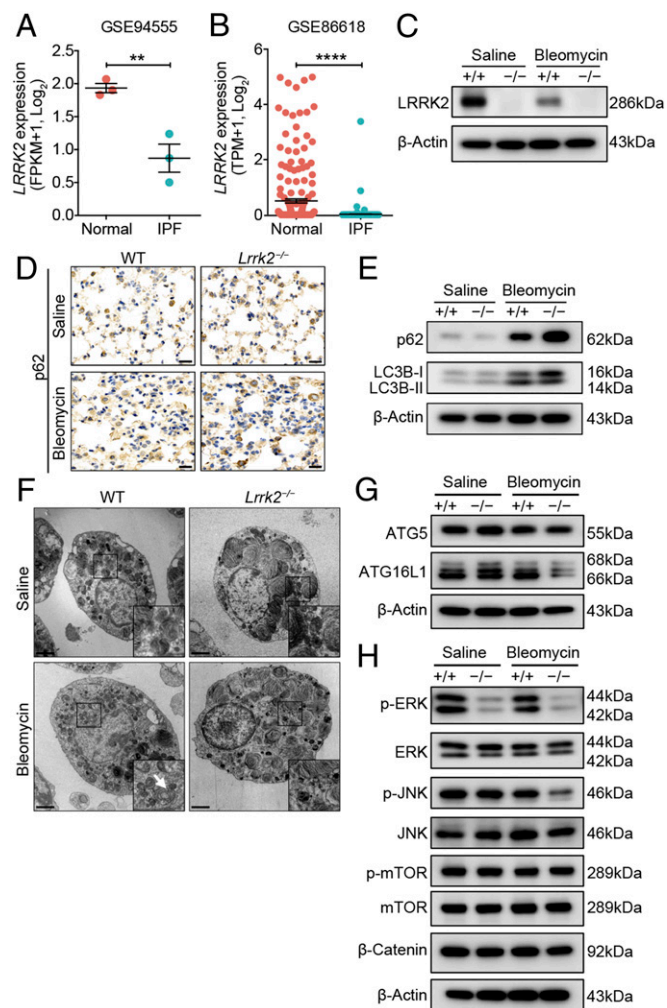 A
GSE94555
**
LRRK2 expression
(FPKM+1, Log₂)
2.5
2.0
1.5
1.0
0.5
0.0
Normal IPF
B
GSE86618
****
LRRK2 expression
(TPM+1, Log₂)
6
4
2
0
Normal IPF
C
Saline Bleomycin
+/+ −/− +/+ −/−
LRRK2 286kDa
β-Actin 43kDa
D
WT Lrrk2⁻/⁻
p62
Saline
Bleomycin
E
Saline Bleomycin
+/+ −/− +/+ −/−
p62 62kDa
LC3B-I 16kDa
LC3B-II 14kDa
β-Actin 43kDa
F
WT Lrrk2⁻/⁻
Saline
Bleomycin
G
Saline Bleomycin
+/+ −/− +/+ −/−
ATG5 55kDa
ATG16L1 68kDa
66kDa
β-Actin 43kDa
H
Saline Bleomycin
+/+ −/− +/+ −/−
p-ERK 44kDa
42kDa
ERK 44kDa
42kDa
p-JNK 46kDa
JNK 46kDa
p-mTOR 289kDa
mTOR 289kDa
β-Catenin 92kDa
β-Actin 43kDa